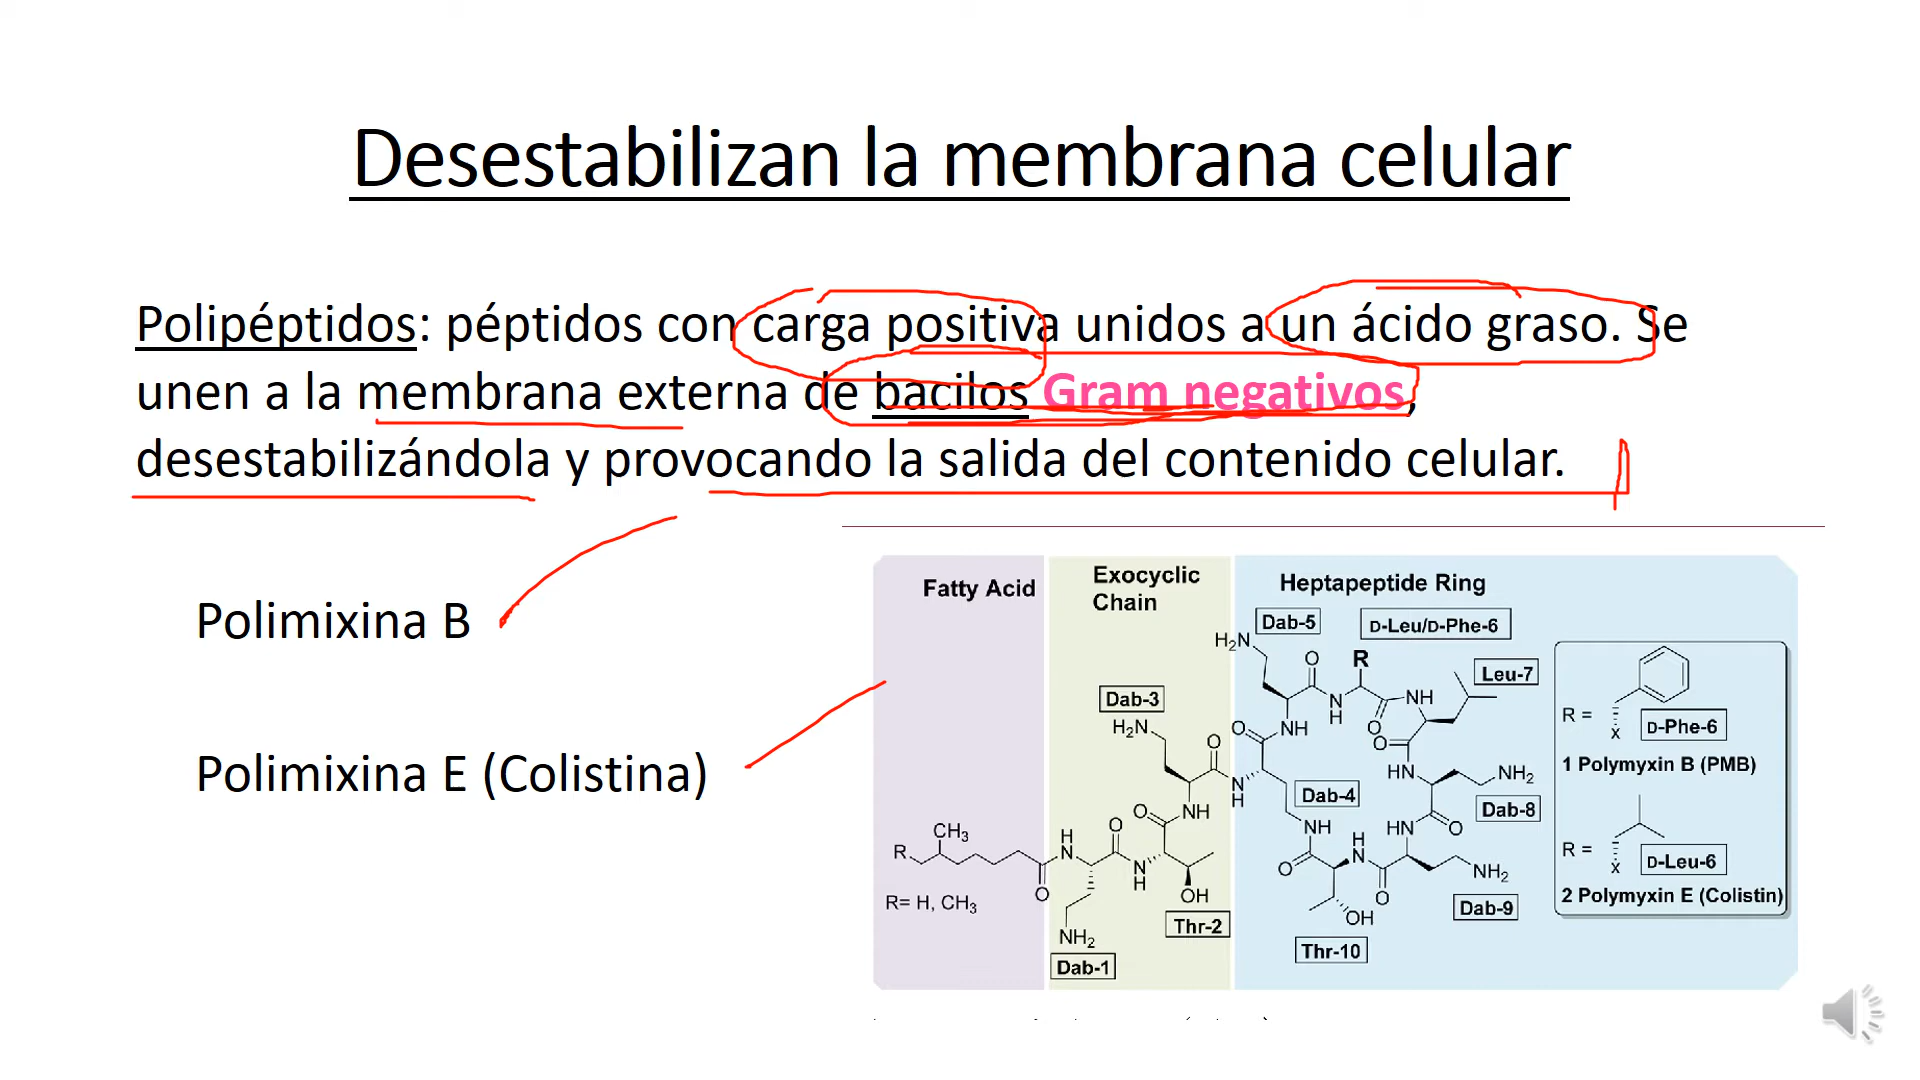 Desestabilizan la membrana celular
Polipéptidos: péptidos con carga positiva unidos a un ácido graso. Se
unen a la membrana externa de bacilos Gram negativos,
desestabilizándola y provocando la salida del contenido celular.
Polimixina B
Polimixina E (Colistina)
Fatty Acid
Exocyclic
Chain
Heptapeptide Ring
Dab-5
D-Leu/D-Phe-6
H₂N
O
R
Leu-7
Dab-3
H₂N
O
N
H
O
NH
O
NH
O
O
R =
x
D-Phe-6
1 Polymyxin B (PMB)
HN
NH₂
Dab-8
N
H
Dab-4
O
NH
O
NH
HN
O
CH₃
R
R= H, CH₃
O
H
N
O
N
H
OH
Thr-2
NH₂
Dab-1
O
H
N
O
NH₂
Dab-9
OH
Thr-10
R =
x
D-Leu-6
2 Polymyxin E (Colistin)